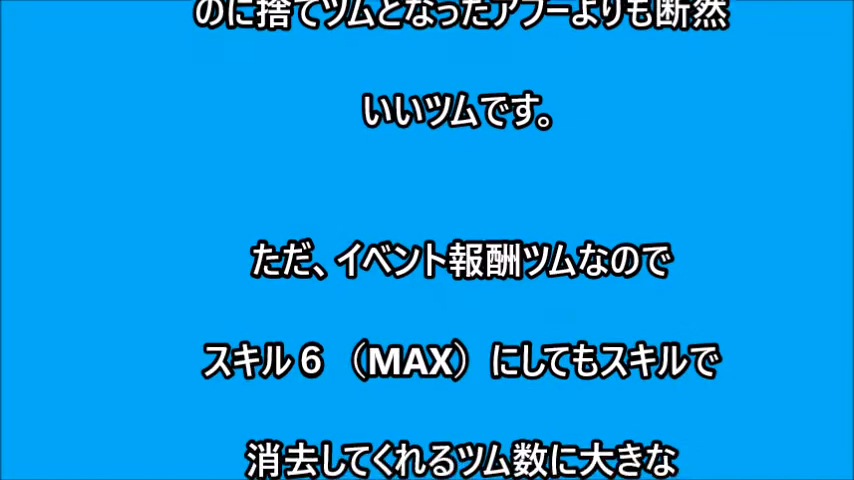 のに捨てツムとなったアブーよりも断然
いいツムです。
ただ、イベント報酬ツムなので
スキル6（MAX）にしてもスキルで
消去してくれるツム数に大きな